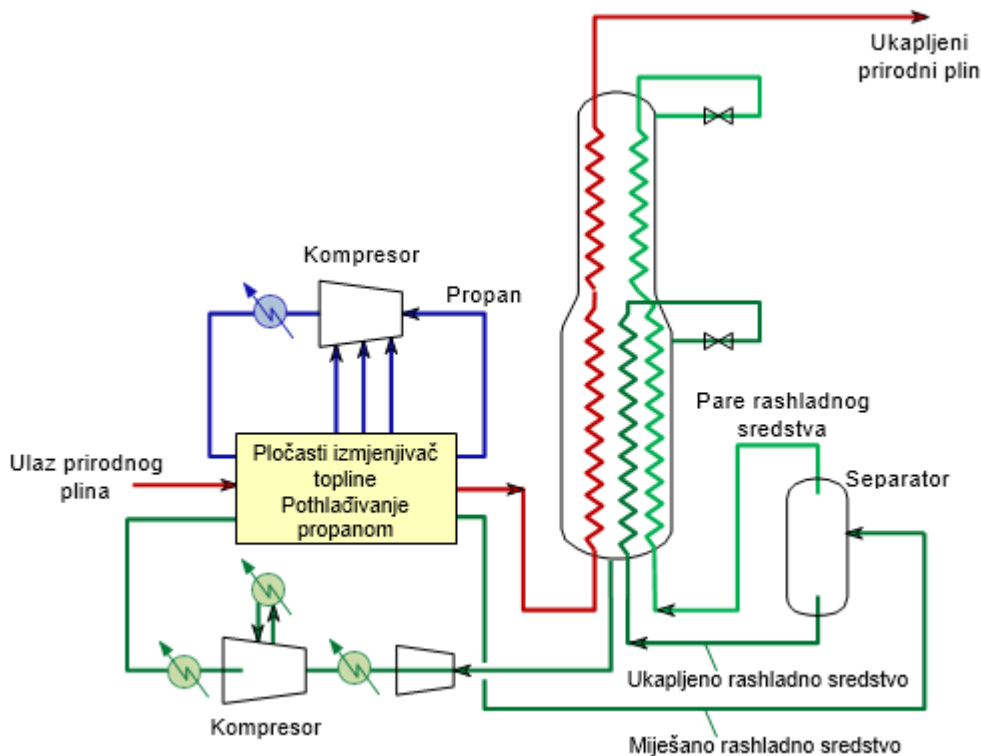 Ukapljeni
prirodni plin
Kompresor
Propan
Pare rashladnog
sredstva
Ulaz prirodnog
plina
Pločasti izmjenjivač
topline
Pothlađivanje
propanom
Separator
Ukapljeno rashladno sredstvo
Kompresor
Miješano rashladno sredstvo